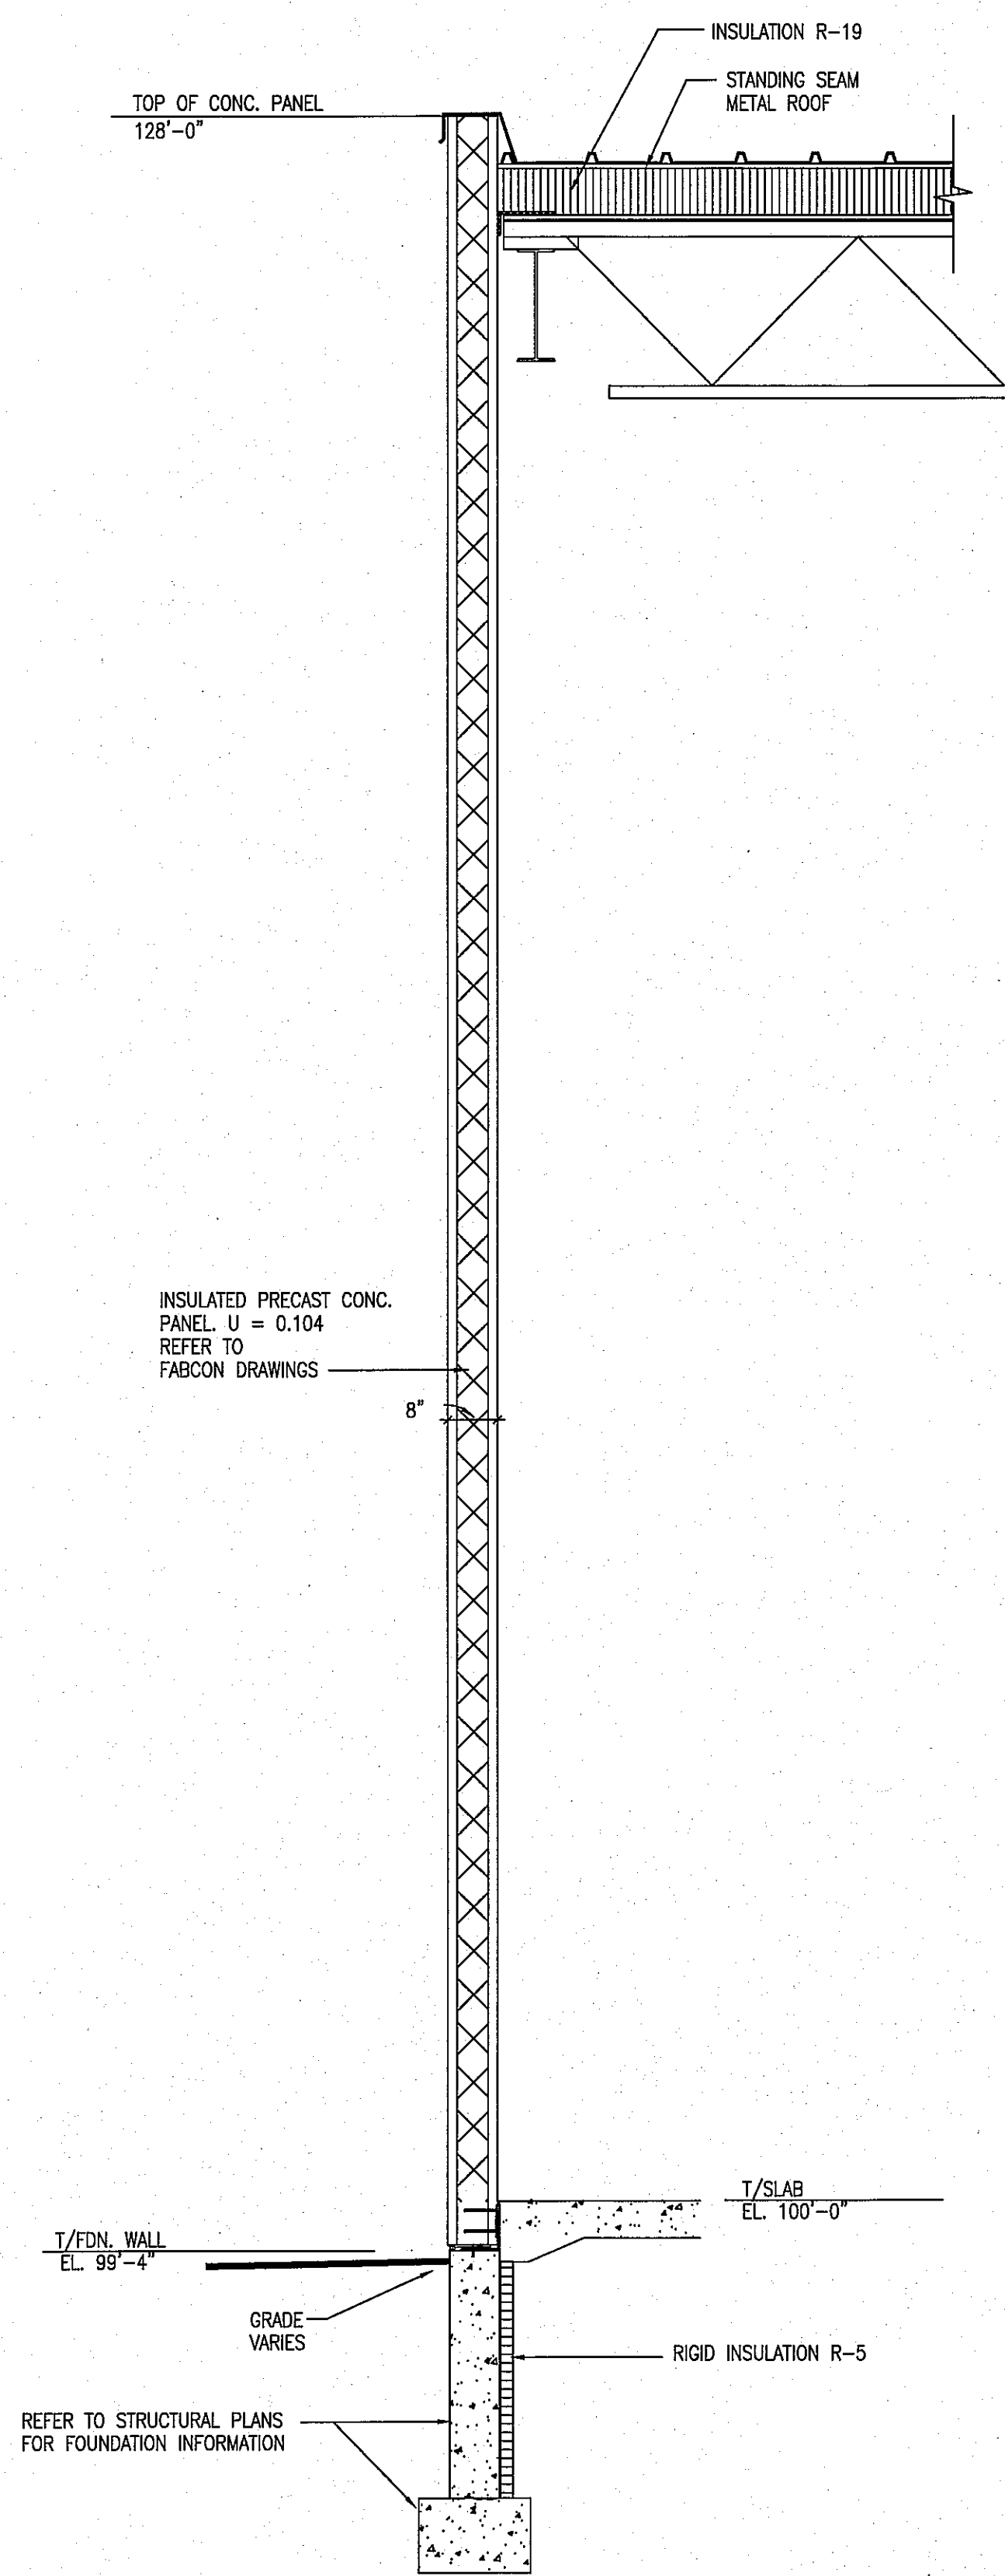 INSULATION R-19
STANDING SEAM
METAL ROOF
TOP OF CONC. PANEL
128'-0"
INSULATED PRECAST CONC.
PANEL. U = 0.104
REFER TO
FABCON DRAWINGS
8"
T/SLAB
EL. 100'-0"
T/FDN. WALL
EL. 99'-4"
GRADE
VARIES
RIGID INSULATION R-5
REFER TO STRUCTURAL PLANS
FOR FOUNDATION INFORMATION